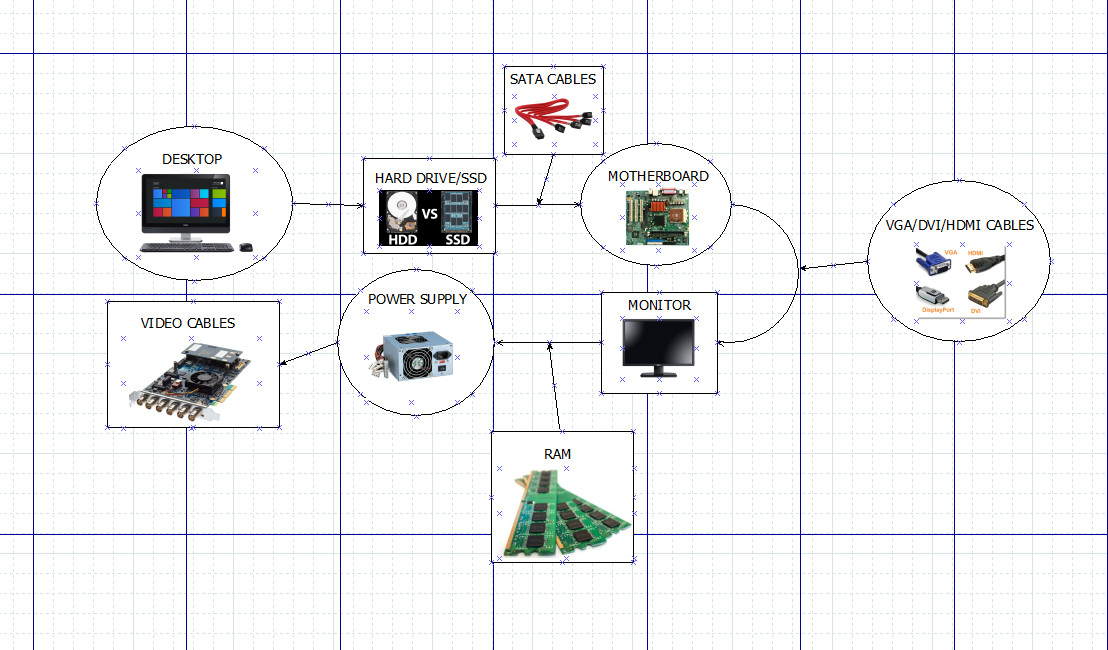 SATA CABLES
DESKTOP
HARD DRIVE/SSD
VS
HDD SSD
MOTHERBOARD
VGA/DVI/HDMI CABLES
VGA HDMI
DisplayPort DVI
POWER SUPPLY
MONITOR
VIDEO CABLES
RAM